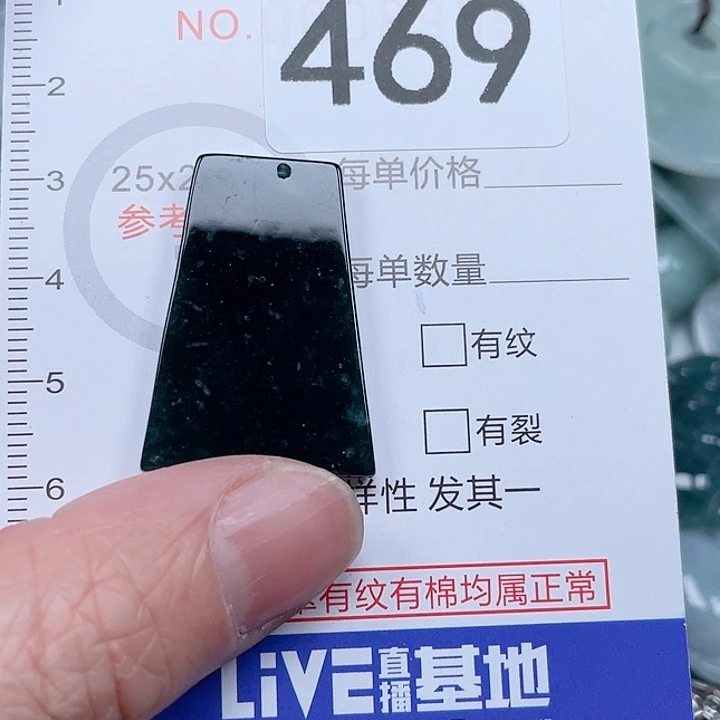 NO.
469
2
3
4
5
6
25x2
每单价格
参考
每单数量
有纹
有裂
样性 发其一
有纹有棉均属正常
LiVE直播基地